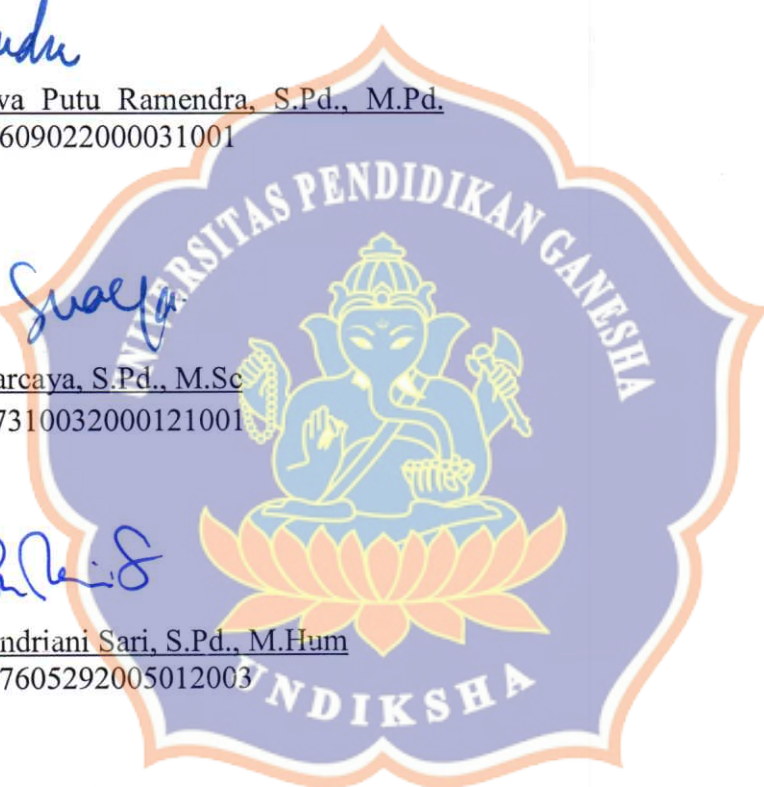 va Putu Ramendra, S.Pd., M.Pd.
609022000031001
UNIVERSITAS PENDIDIKAN GANESHA
arcaya, S.Pd., M.Sc
7310032000121001
ndriani Sari, S.Pd., M.Hum
7605292005012003
UNDIKSHA